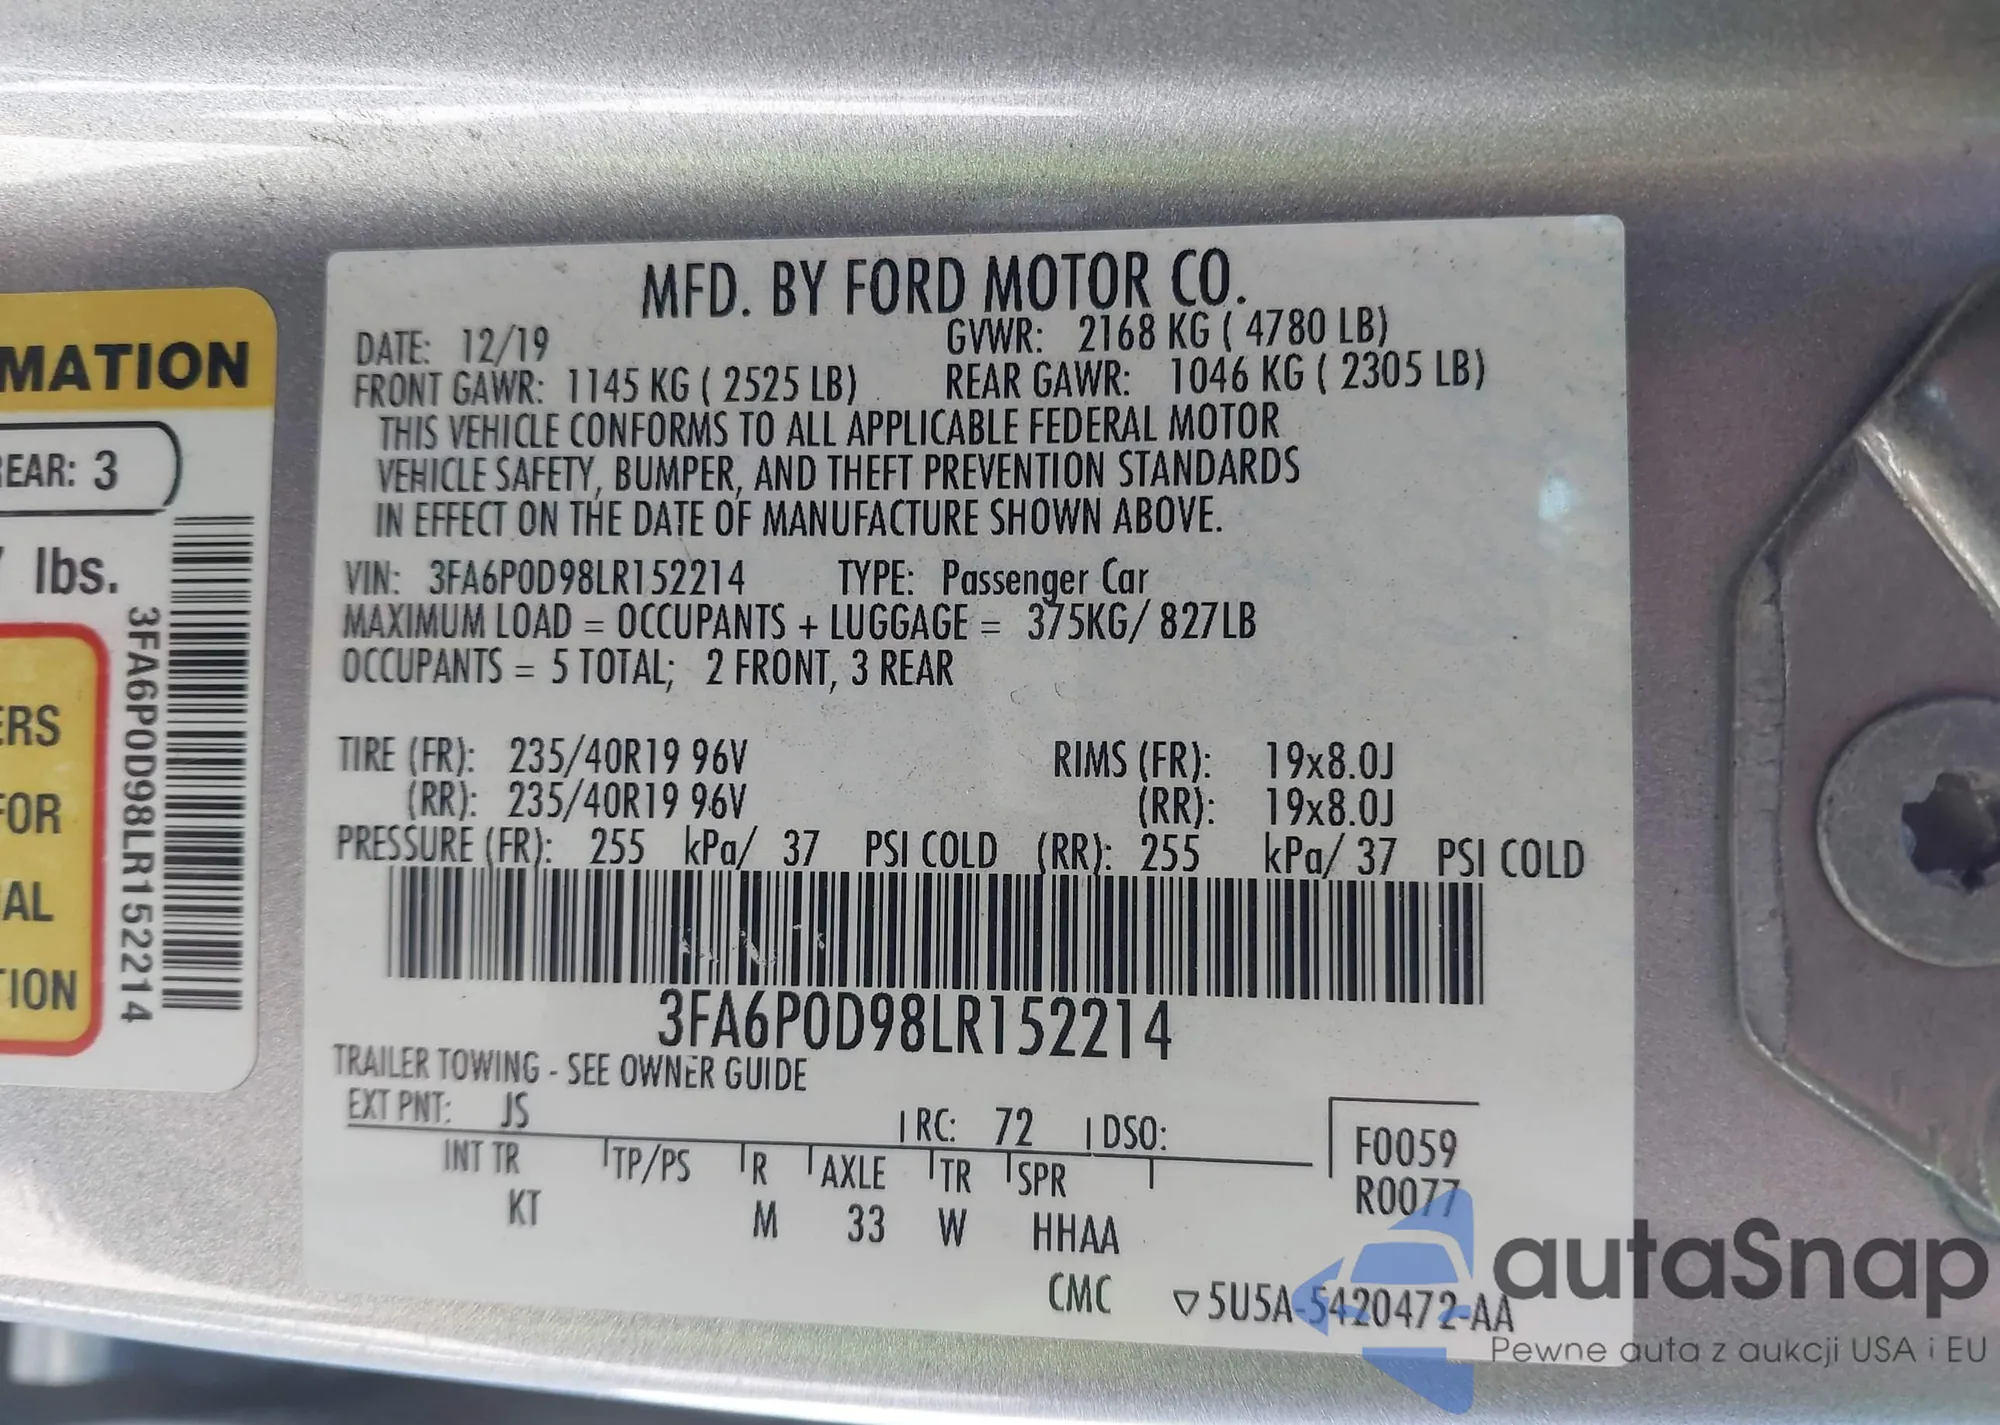 MATION
EAR: 3
lbs.
ERS
FOR
AL
TION
3FA6P0D98LR152214
MFD. BY FORD MOTOR CO.
DATE: 12/19 GVWR: 2168 KG ( 4780 LB)
FRONT GAWR: 1145 KG ( 2525 LB) REAR GAWR: 1046 KG ( 2305 LB)
THIS VEHICLE CONFORMS TO ALL APPLICABLE FEDERAL MOTOR
VEHICLE SAFETY, BUMPER, AND THEFT PREVENTION STANDARDS
IN EFFECT ON THE DATE OF MANUFACTURE SHOWN ABOVE.
VIN: 3FA6P0D98LR152214 TYPE: Passenger Car
MAXIMUM LOAD = OCCUPANTS + LUGGAGE = 375KG/ 827LB
OCCUPANTS = 5 TOTAL; 2 FRONT, 3 REAR
TIRE (FR): 235/40R19 96V RIMS (FR): 19x8.0J
(RR): 235/40R19 96V (RR): 19x8.0J
PRESSURE (FR): 255 kPa/ 37 PSI COLD (RR): 255 kPa/ 37 PSI COLD
3FA6P0D98LR152214
TRAILER TOWING - SEE OWNER GUIDE
EXT PNT: JS RC: 72 DSO:
INT TR TP/PS R AXLE TR SPR
KT M 33 W HHAA
F0059
R0077
CMC ▽5U5A-5420472-AA
autaSnap
Pewne auta z aukcji USA i EU